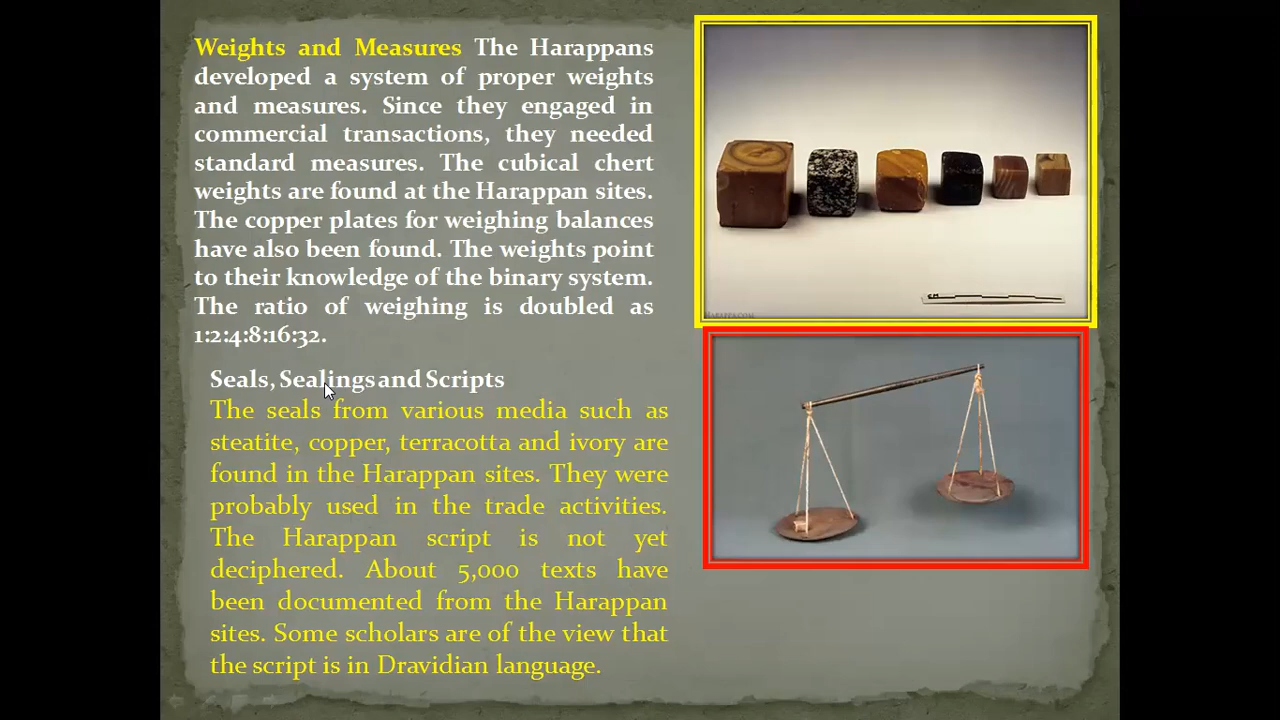 Weights and Measures The Harappans
developed a system of proper weights
and measures. Since they engaged in
commercial transactions, they needed
standard measures. The cubical chert
weights are found at the Harappan sites.
The copper plates for weighing balances
have also been found. The weights point
to their knowledge of the binary system.
The ratio of weighing is doubled as
1:2:4:8:16:32.
Seals, Sealings and Scripts
The seals from various media such as
steatite, copper, terracotta and ivory are
found in the Harappan sites. They were
probably used in the trade activities.
The Harappan script is not yet
deciphered. About 5,000 texts have
been documented from the Harappan
sites. Some scholars are of the view that
the script is in Dravidian language.
CM
HARAPPA.COM